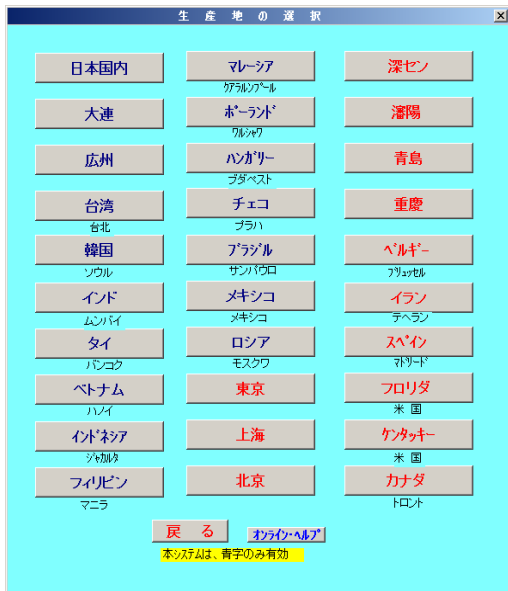 生 産 地 の 選 択
日本国内
マレーシア
クアラルンプール
深セン
大連
ポーランド
ワルシャワ
瀋陽
広州
ハンガリー
ブダペスト
青島
台湾
台北
チェコ
プラハ
重慶
韓国
ソウル
ブラジル
サンパウロ
ベルギー
ブリュッセル
インド
ムンバイ
メキシコ
メキシコ
イラン
テヘラン
タイ
バンコク
ロシア
モスクワ
スペイン
マドリード
ベトナム
ハノイ
東京
フロリダ
米 国
インドネシア
ジャカルタ
上海
ケンタッキー
米 国
フィリピン
マニラ
北京
カナダ
トロント
戻 る
オンライン・ヘルプ
本システムは、青字のみ有効